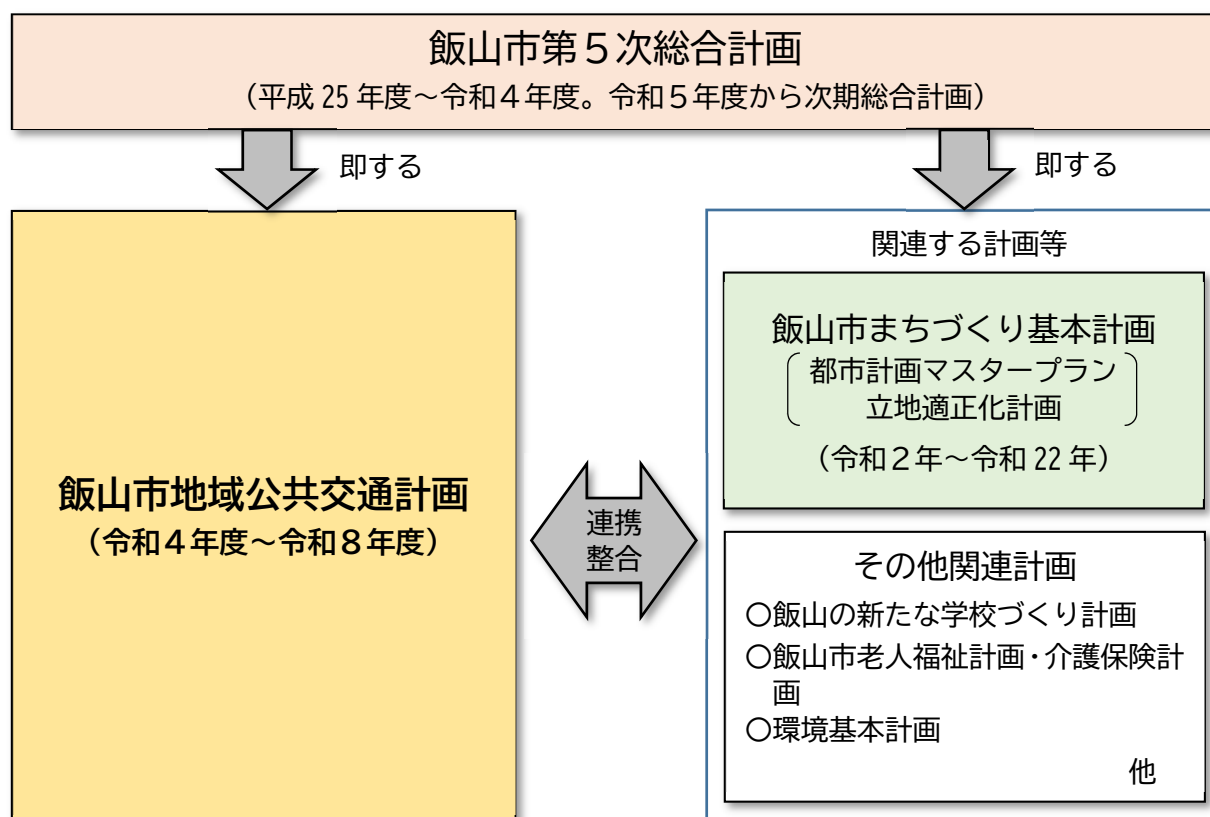 飯山市第５次総合計画
（平成 25 年度～令和４年度。令和５年度から次期総合計画）
即する
即する
飯山市地域公共交通計画
（令和４年度～令和８年度）
連携
整合
関連する計画等
飯山市まちづくり基本計画
都市計画マスタープラン
立地適正化計画
（令和２年～令和 22 年）
その他関連計画
〇飯山の新たな学校づくり計画
〇飯山市老人福祉計画・介護保険計
画
〇環境基本計画
他